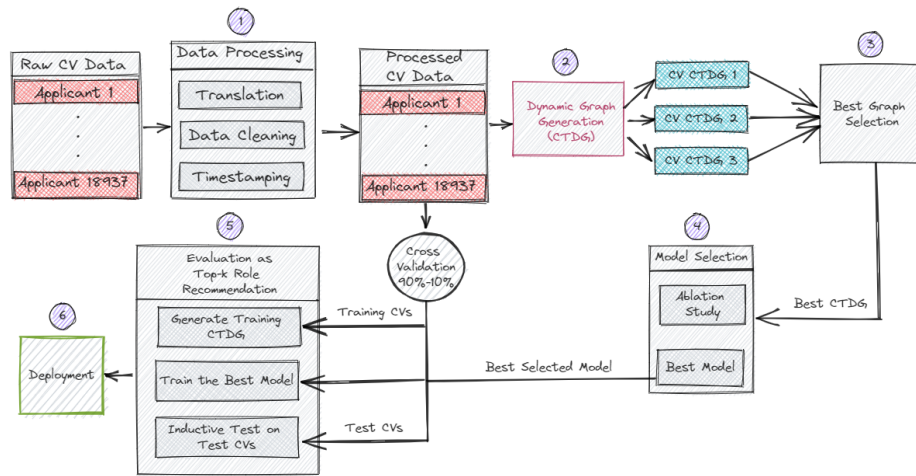 1
Raw CV Data
Applicant 1
Applicant 18937
Data Processing
Translation
Data Cleaning
Timestamping
Processed
CV Data
Applicant 1
Applicant 18937
2
Dynamic Graph
Generation
(CTDG)
CV CTDG 1
CV CTDG 2
CV CTDG 3
3
Best Graph
Selection
4
Model Selection
Ablation
Study
Best Model
Best CTDG
Best Selected Model
Cross
Validation
90%-10%
Training CVs
Test CVs
5
Evaluation as
Top-k Role
Recommendation
Generate Training
CTDG
Train the Best Model
Inductive Test on
Test CVs
6
Deployment